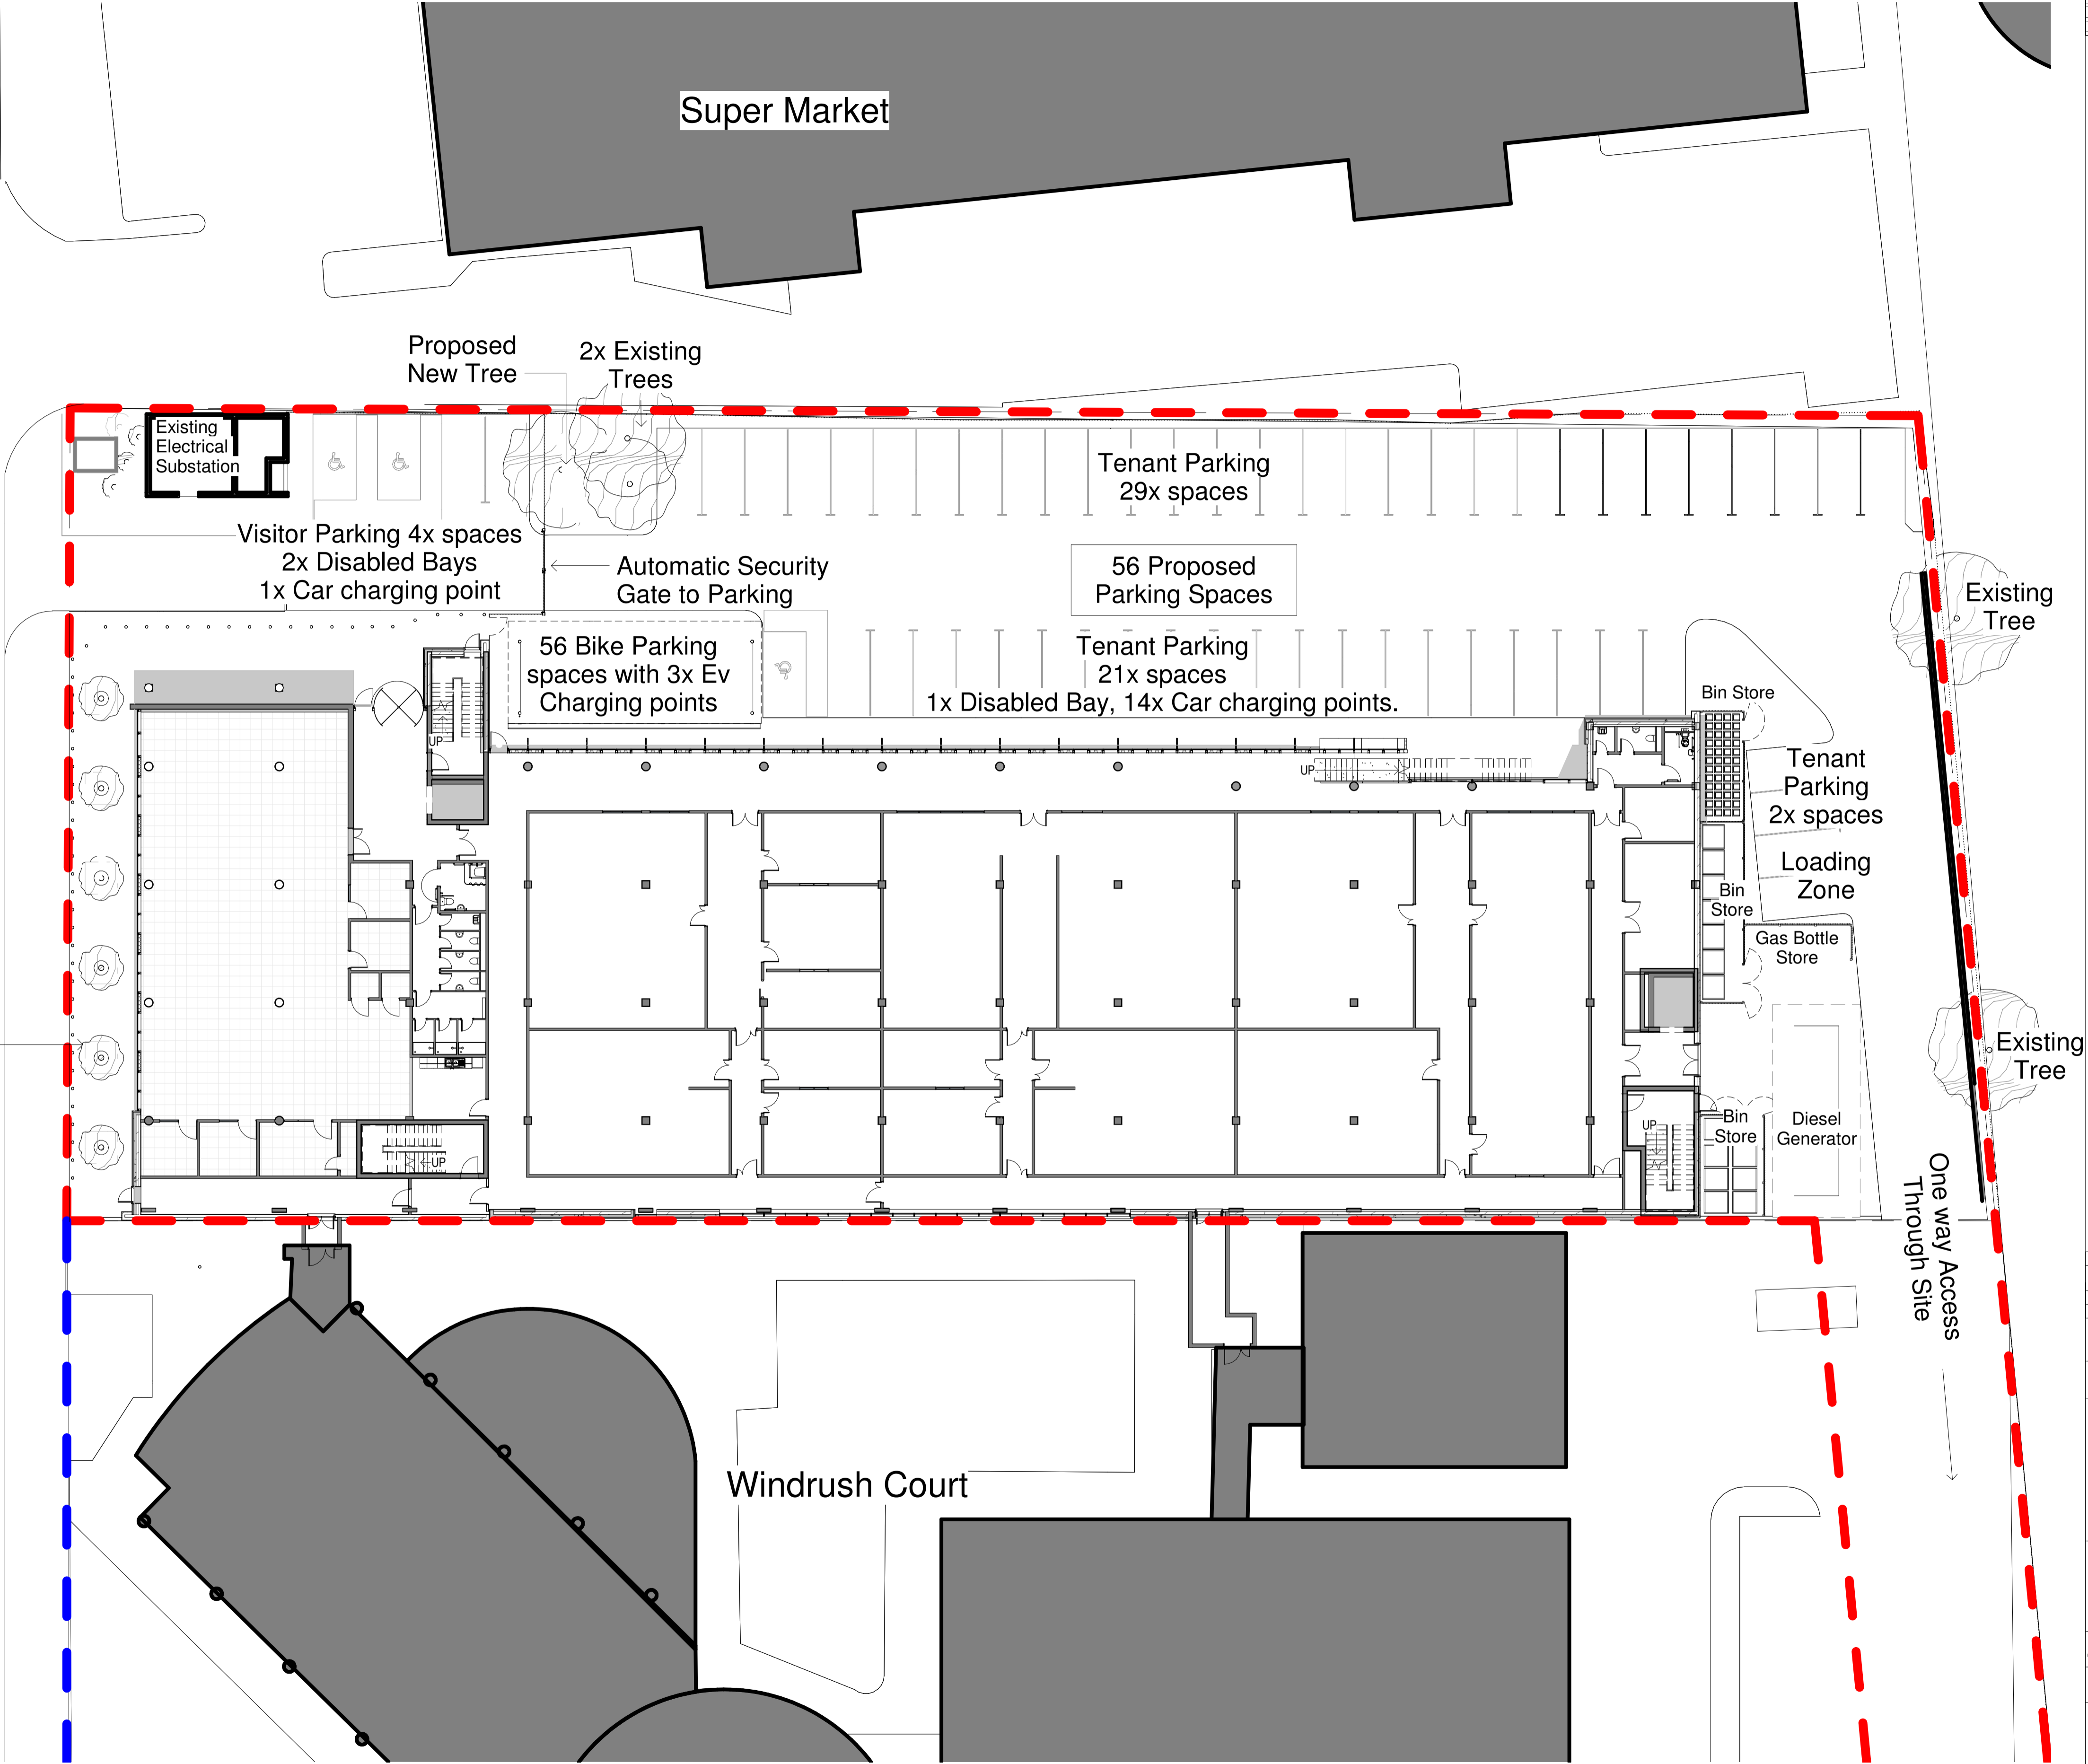 Super Market
Proposed
New Tree
2x Existing
Trees
Existing
Electrical
Substation
Tenant Parking
29x spaces
Visitor Parking 4x spaces
2x Disabled Bays
1x Car charging point
Automatic Security
Gate to Parking
56 Proposed
Parking Spaces
Existing
Tree
56 Bike Parking
spaces with 3x Ev
Charging points
Tenant Parking
21x spaces
1x Disabled Bay, 14x Car charging points.
Bin Store
UP
UP
Tenant
Parking
2x spaces
Loading
Zone
Bin
Store
Gas Bottle
Store
Existing
Tree
Bin
Store
Diesel
Generator
UP
UP
One way Access
Through Site
Windrush Court